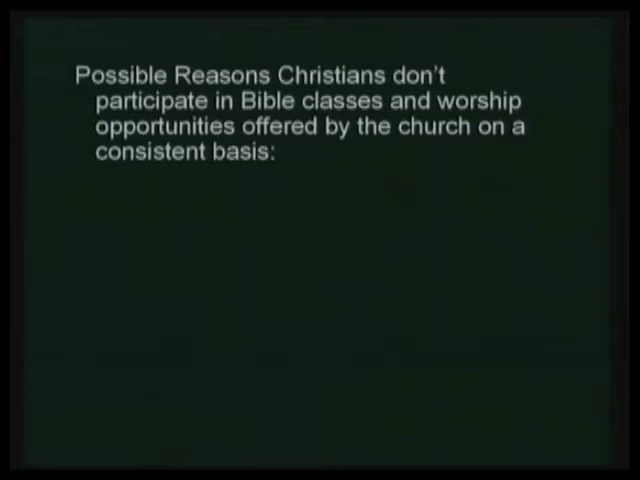 Possible Reasons Christians don't
participate in Bible classes and worship
opportunities offered by the church on a
consistent basis: